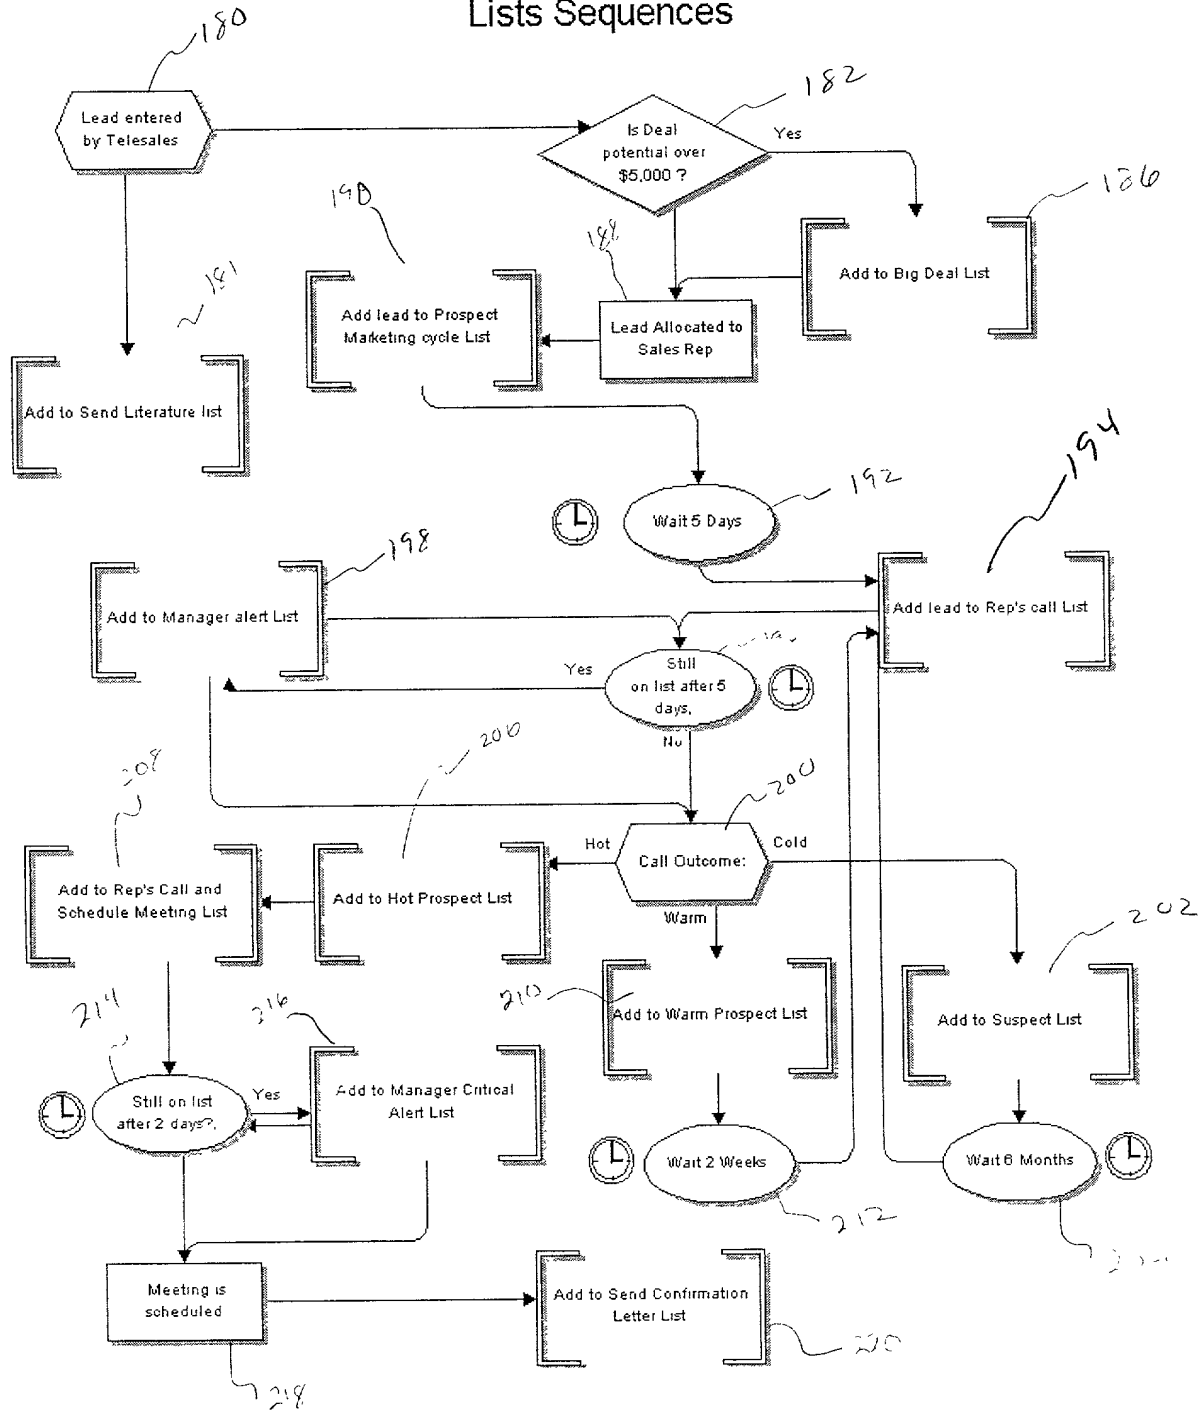 Lists Sequences
180
Lead entered
by Telesales
182
Is Deal
potential over
$5,000 ?
Yes
186
190
188
Add to Big Deal List
181
Add lead to Prospect
Marketing cycle List
Lead Allocated to
Sales Rep
Add to Send Literature list
194
192
Wait 5 Days
198
Add to Manager alert List
Add lead to Rep's call List
Yes
Still
on list after 5
days.
No
208
200
200
Hot
Cold
Call Outcome:
Add to Rep's Call and
Schedule Meeting List
Add to Hot Prospect List
Warm
202
214
216
210
Add to Warm Prospect List
Add to Suspect List
Still on list
after 2 days?.
Yes
Add to Manager Critical
Alert List
Wait 2 Weeks
Wait 6 Months
212
Meeting is
scheduled
Add to Send Confirmation
Letter List
220
218